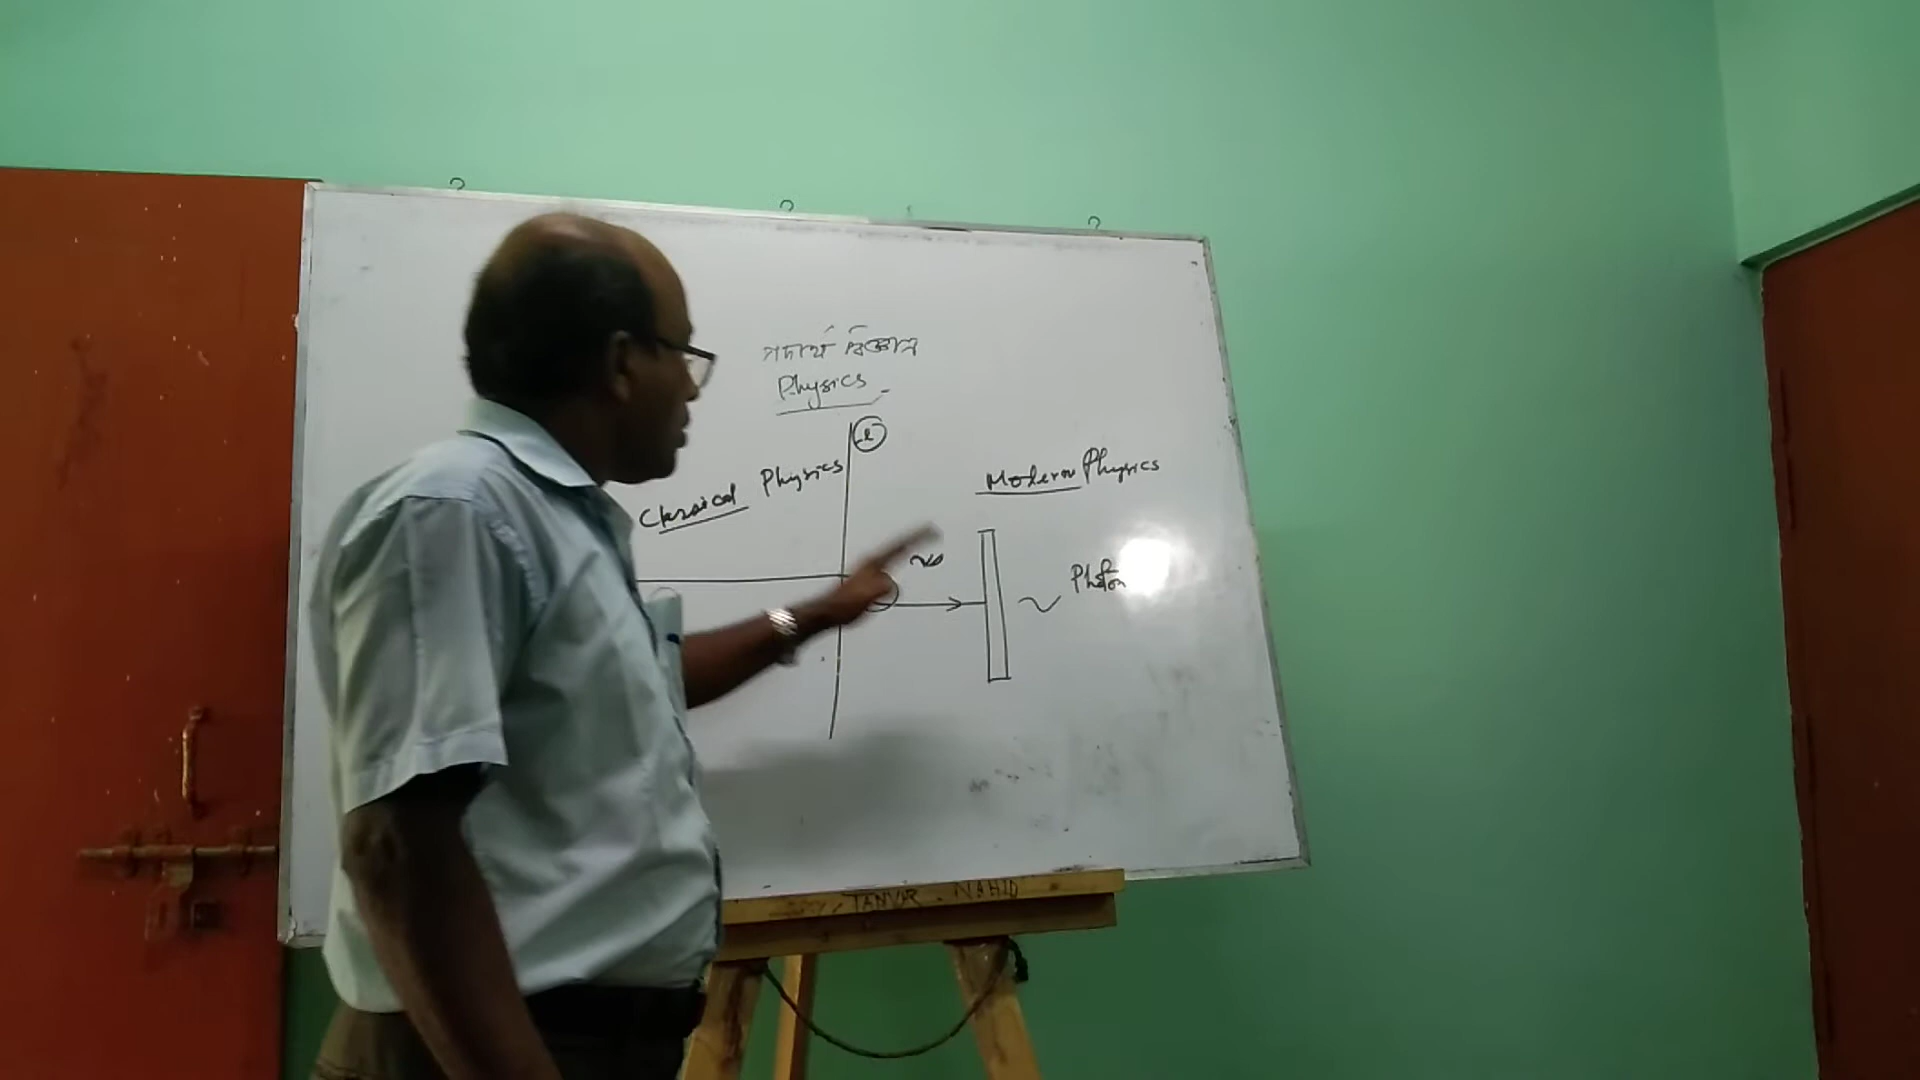 পদার্থ বিজ্ঞান
Physics
Classical Physics
Modern Physics
Photon
TANVIR . NAHID